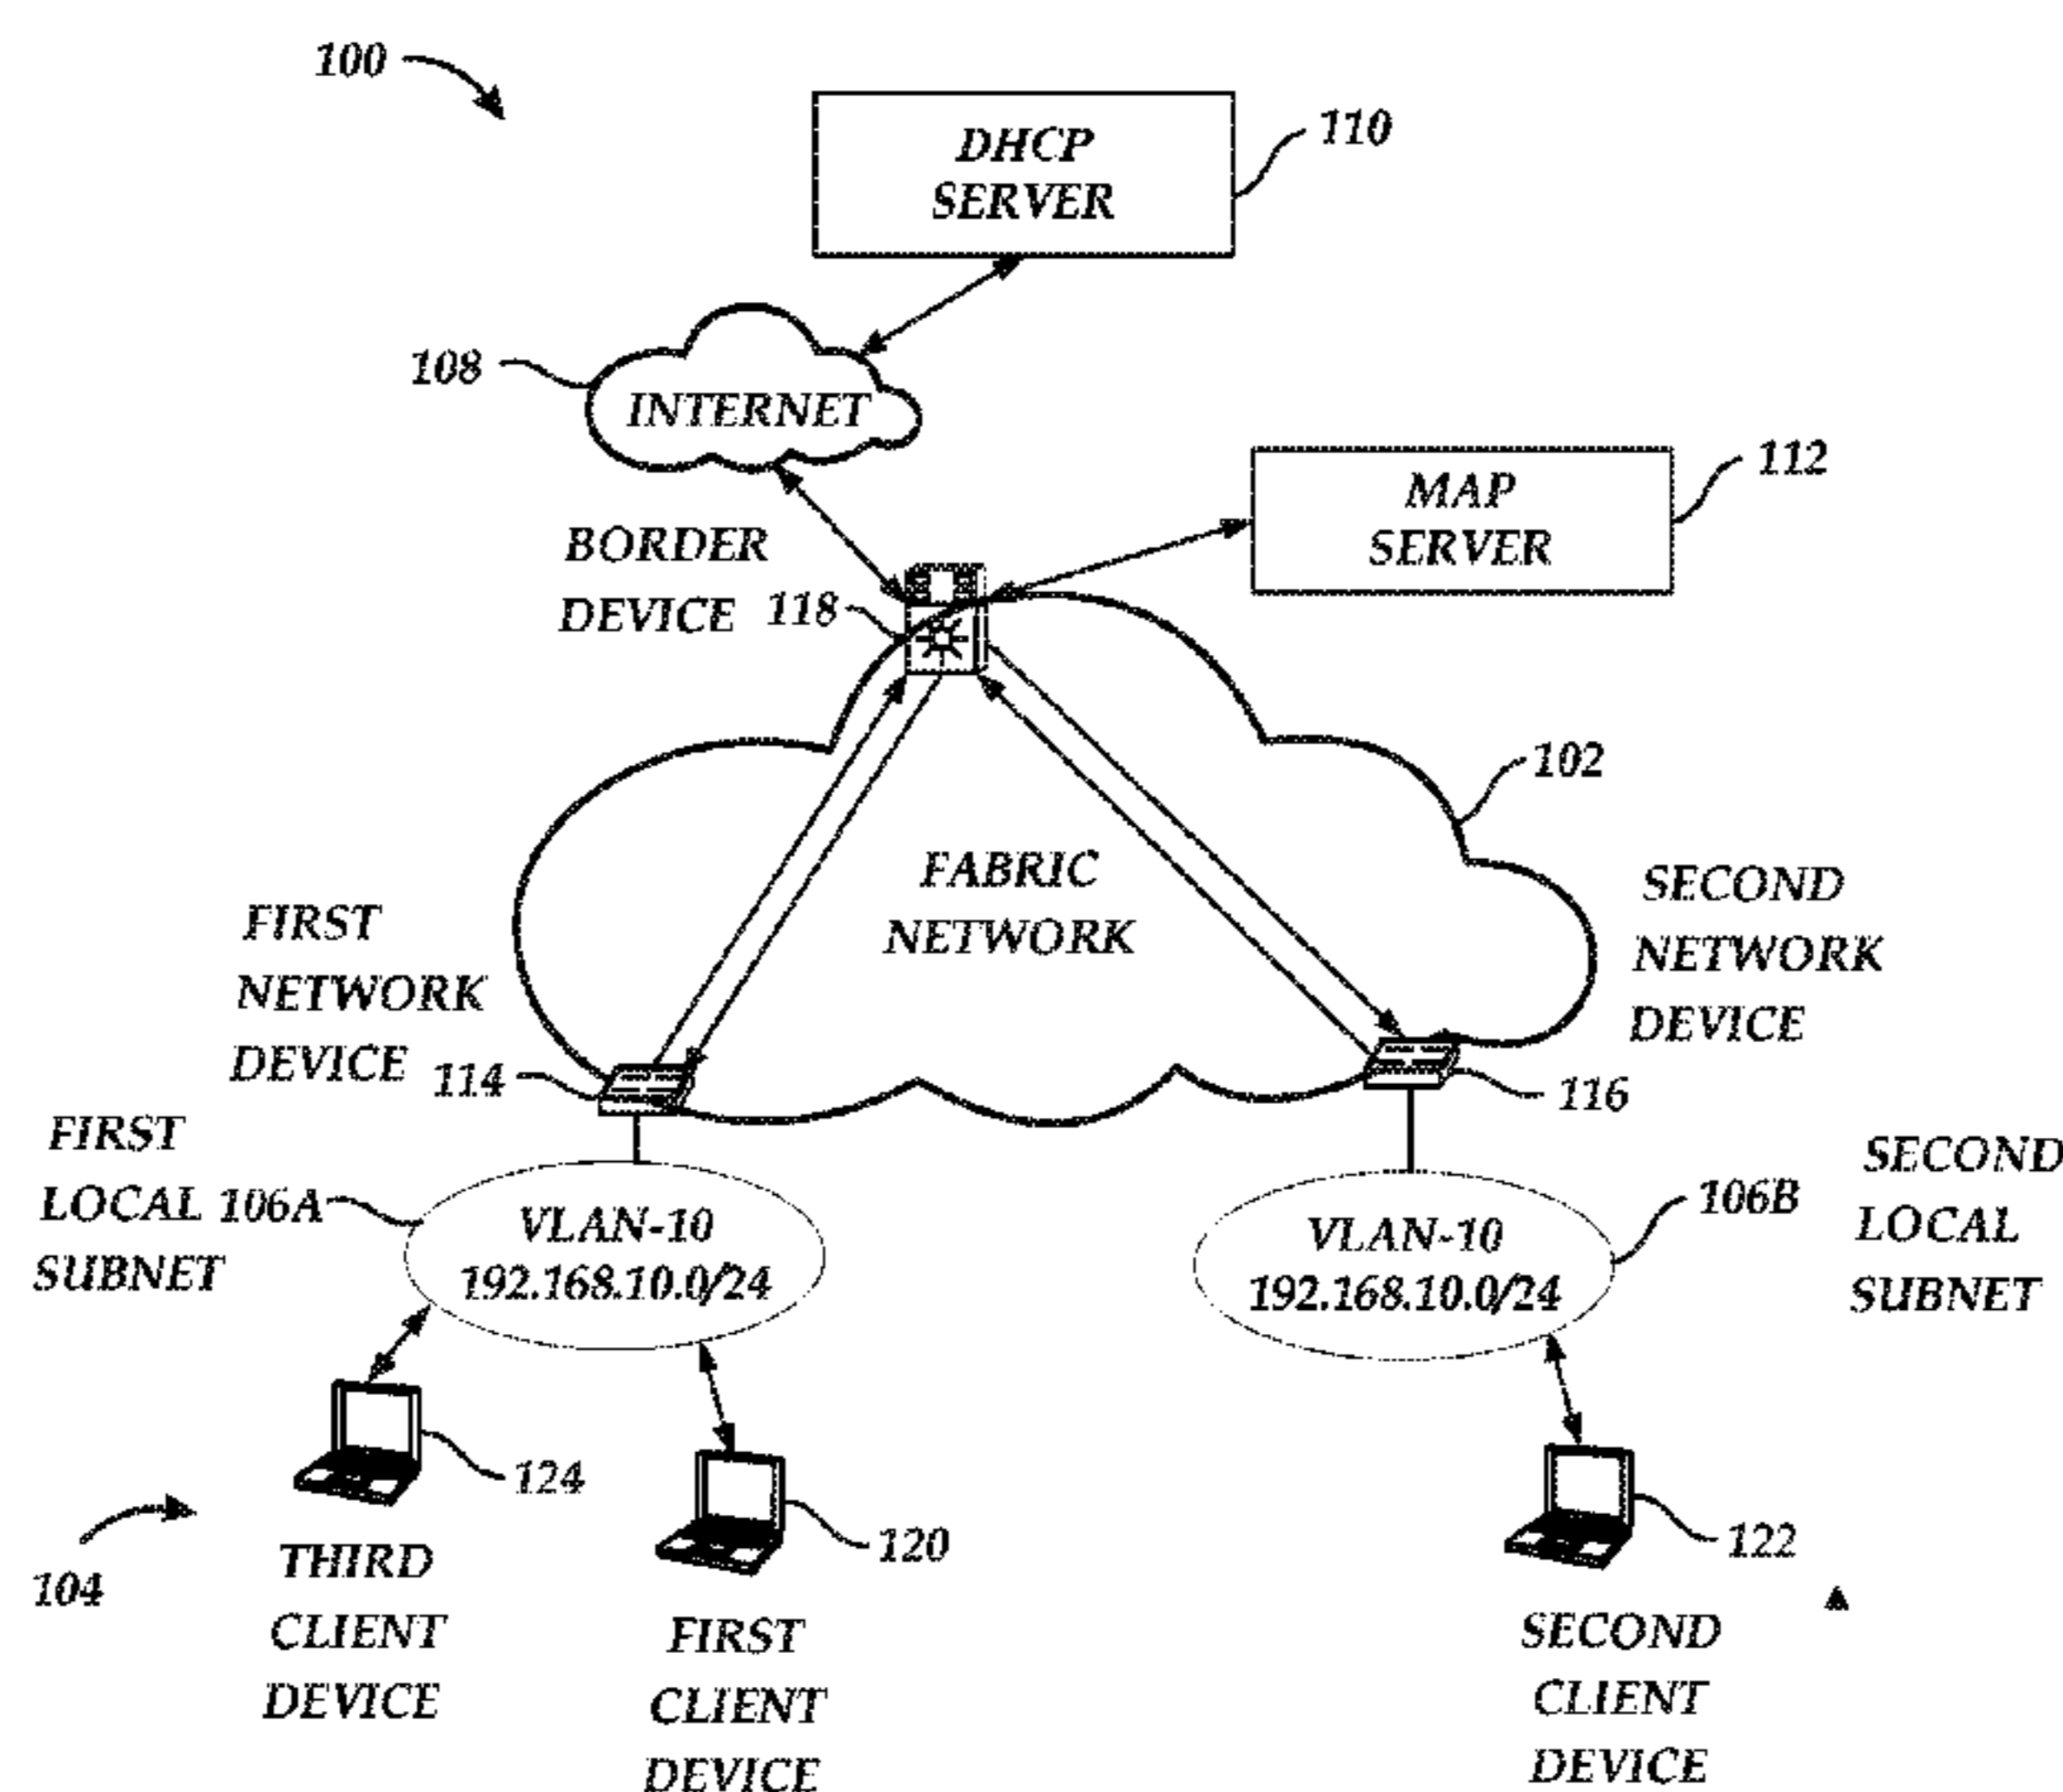 100
DHCP
SERVER
110
108
INTERNET
MAP
SERVER
112
BORDER
DEVICE 118
102
FABRIC
NETWORK
FIRST
NETWORK
DEVICE 114
SECOND
NETWORK
DEVICE
116
FIRST
LOCAL 106A
SUBNET
VLAN-10
192.168.10.0/24
VLAN-10
192.168.10.0/24
106B
SECOND
LOCAL
SUBNET
124
120
122
104
THIRD
CLIENT
DEVICE
FIRST
CLIENT
DEVICE
SECOND
CLIENT
DEVICE